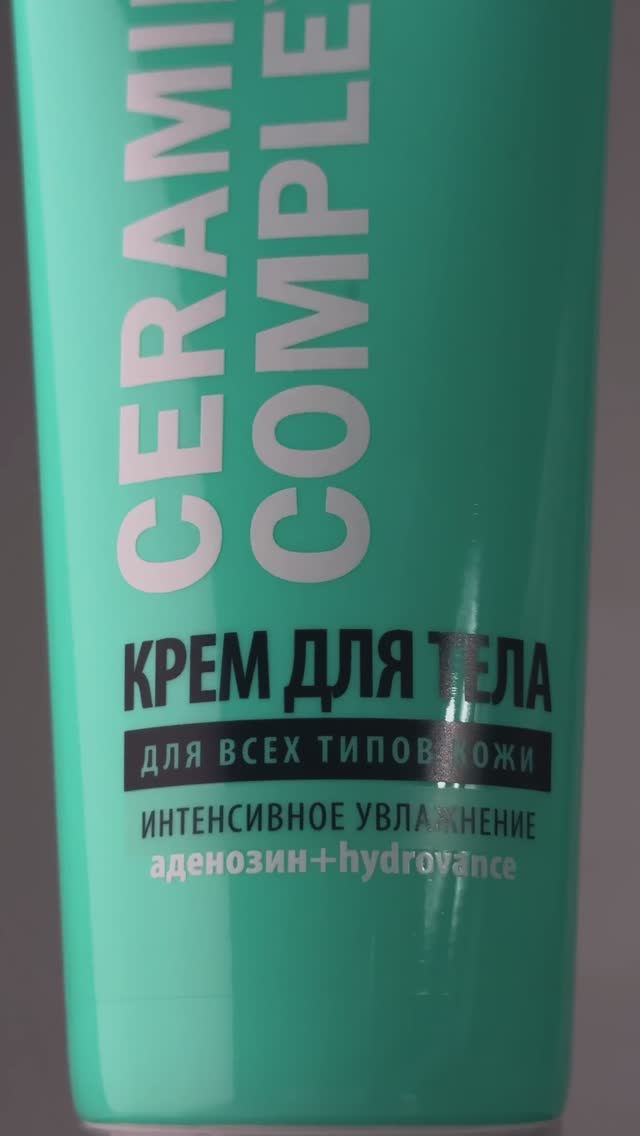 CERAMI
COMPLE
КРЕМ ДЛЯ ТЕЛА
ДЛЯ ВСЕХ ТИПОВ КОЖИ
ИНТЕНСИВНОЕ УВЛАЖНЕНИЕ
аденозин+hydrovance